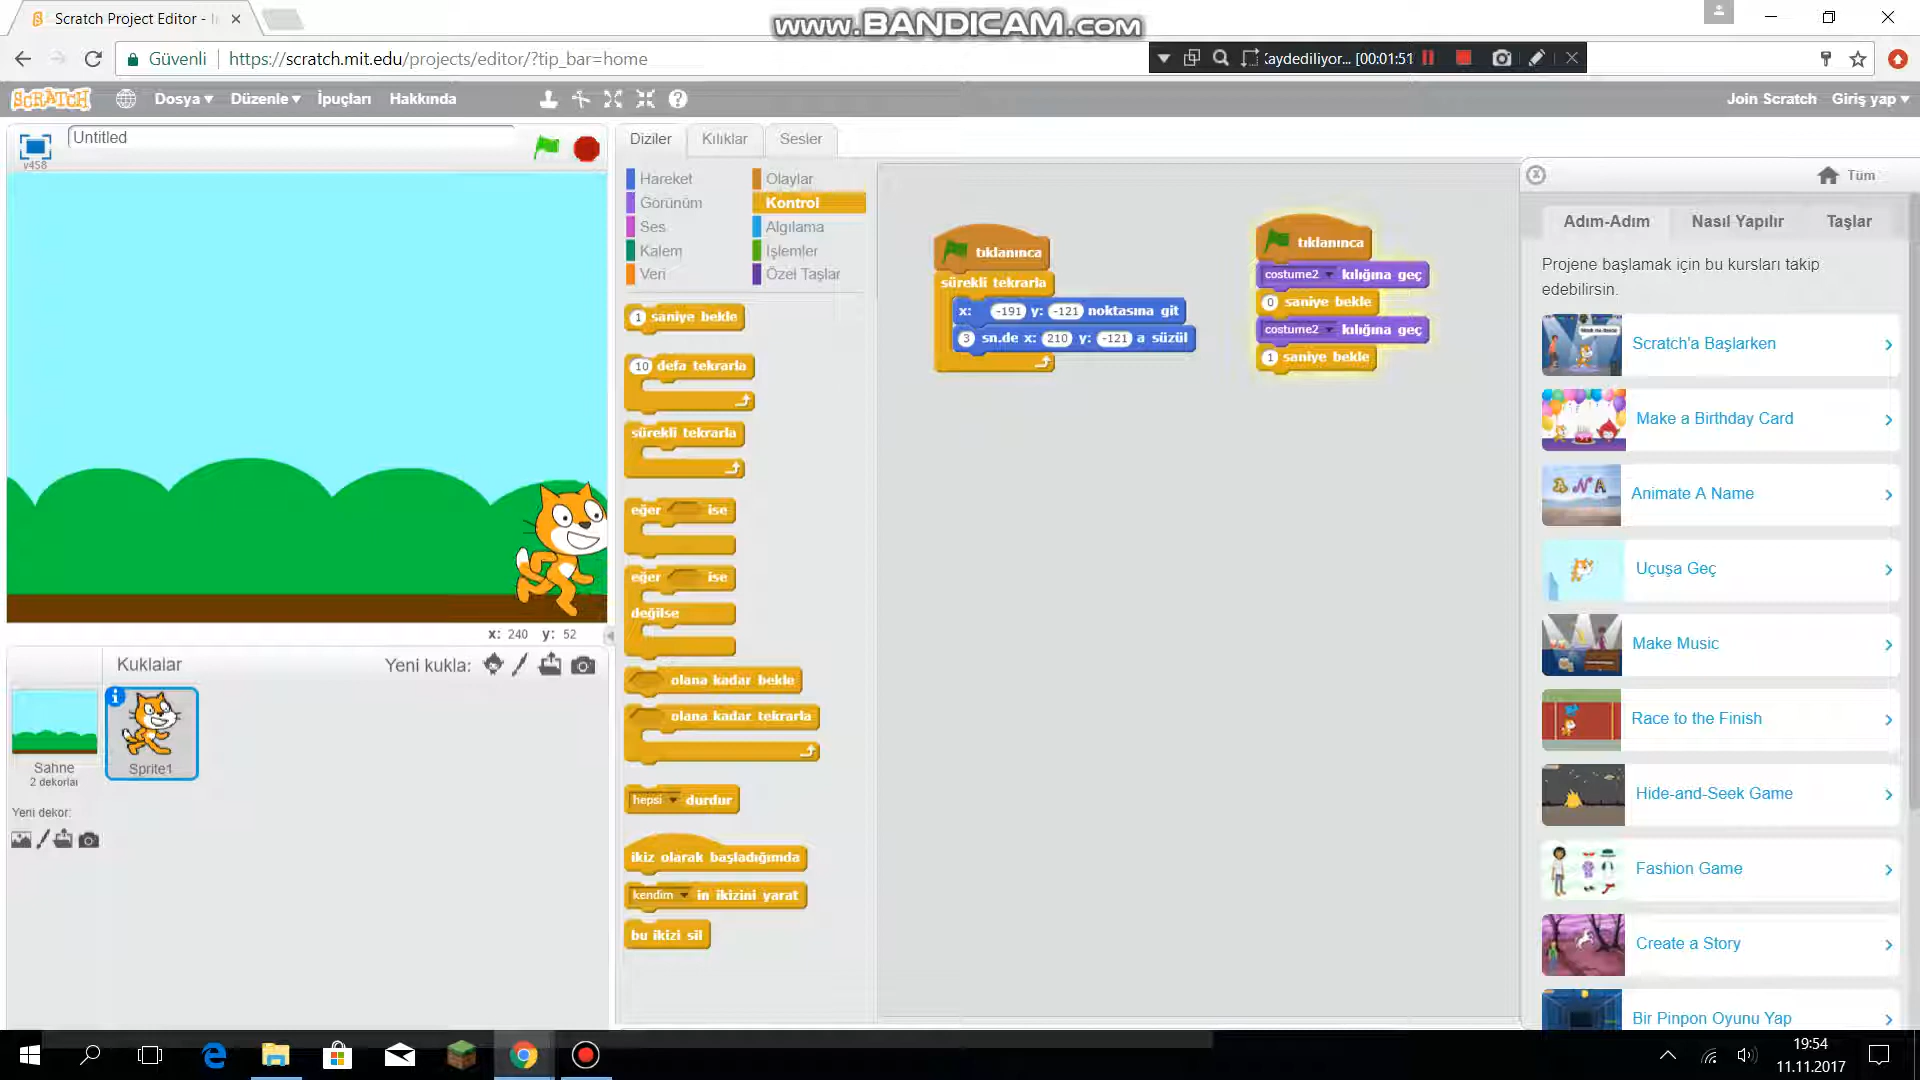 Scratch Project Editor - I
www.BANDICAM.com
Güvenli
https://scratch.mit.edu/projects/editor/?tip_bar=home
Kaydediliyor... [00:01:51]
SCRATCH
Dosya
Düzenle
İpuçları
Hakkında
Join Scratch
Giriş yap
v458
Untitled
Diziler
Kılıklar
Sesler
Hareket
Görünüm
Ses
Kalem
Veri
Olaylar
Kontrol
Algılama
İşlemler
Özel Taşlar
1 saniye bekle
10 defa tekrarla
sürekli tekrarla
eğer ise
eğer ise
değilse
olana kadar bekle
olana kadar tekrarla
hepsi durdur
ikiz olarak başladığımda
kendim in ikizini yarat
bu ikizi sil
tıklanınca
sürekli tekrarla
x: -191 y: -121 noktasına git
3 sn.de x: 210 y: -121 a süzül
tıklanınca
costume2 kılığına geç
0 saniye bekle
costume2 kılığına geç
1 saniye bekle
x: 240 y: 52
Kuklalar
Yeni kukla:
Sahne
2 dekorlar
Sprite1
Yeni dekor:
Tüm
Adım-Adım
Nasıl Yapılır
Taşlar
Projene başlamak için bu kursları takip
edebilirsin.
Scratch'a Başlarken
Make a Birthday Card
Animate A Name
Uçuşa Geç
Make Music
Race to the Finish
Hide-and-Seek Game
Fashion Game
Create a Story
Bir Pinpon Oyunu Yap
19:54
11.11.2017